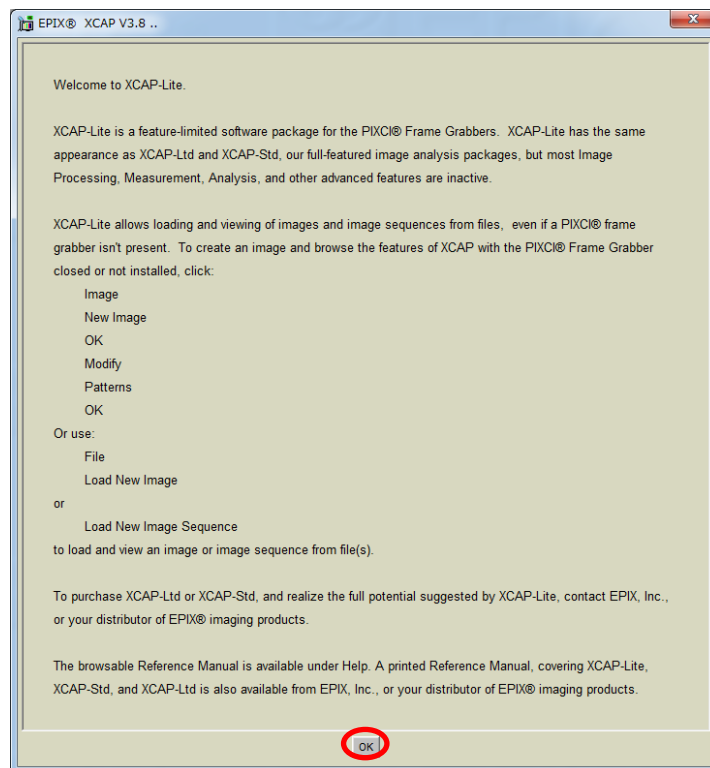 EPIX® XCAP V3.8 ..
Welcome to XCAP-Lite.
XCAP-Lite is a feature-limited software package for the PIXCI® Frame Grabbers.  XCAP-Lite has the same
appearance as XCAP-Ltd and XCAP-Std, our full-featured image analysis packages, but most Image
Processing, Measurement, Analysis, and other advanced features are inactive.
XCAP-Lite allows loading and viewing of images and image sequences from files,  even if a PIXCI® frame
grabber isn't present.  To create an image and browse the features of XCAP with the PIXCI® Frame Grabber
closed or not installed, click:
Image
New Image
OK
Modify
Patterns
OK
Or use:
File
Load New Image
or
Load New Image Sequence
to load and view an image or image sequence from file(s).
To purchase XCAP-Ltd or XCAP-Std, and realize the full potential suggested by XCAP-Lite, contact EPIX, Inc.,
or your distributor of EPIX® imaging products.
The browsable Reference Manual is available under Help. A printed Reference Manual, covering XCAP-Lite,
XCAP-Std, and XCAP-Ltd is also available from EPIX, Inc., or your distributor of EPIX® imaging products.
OK